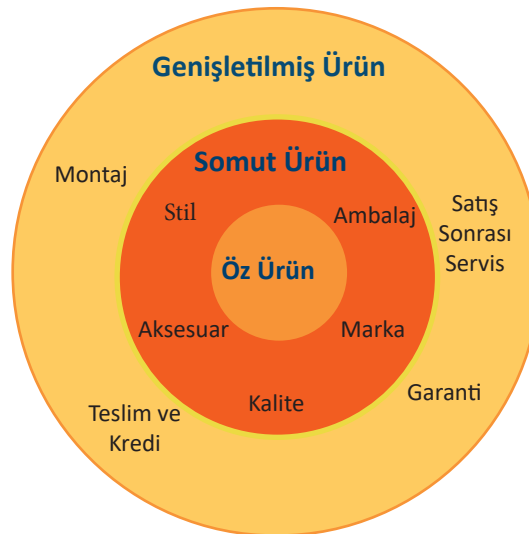 Genişletilmiş Ürün
Somut Ürün
Montaj
Stil
Ambalaj
Satış
Sonrası
Servis
Öz Ürün
Aksesuar
Marka
Garanti
Kalite
Teslim ve
Kredi